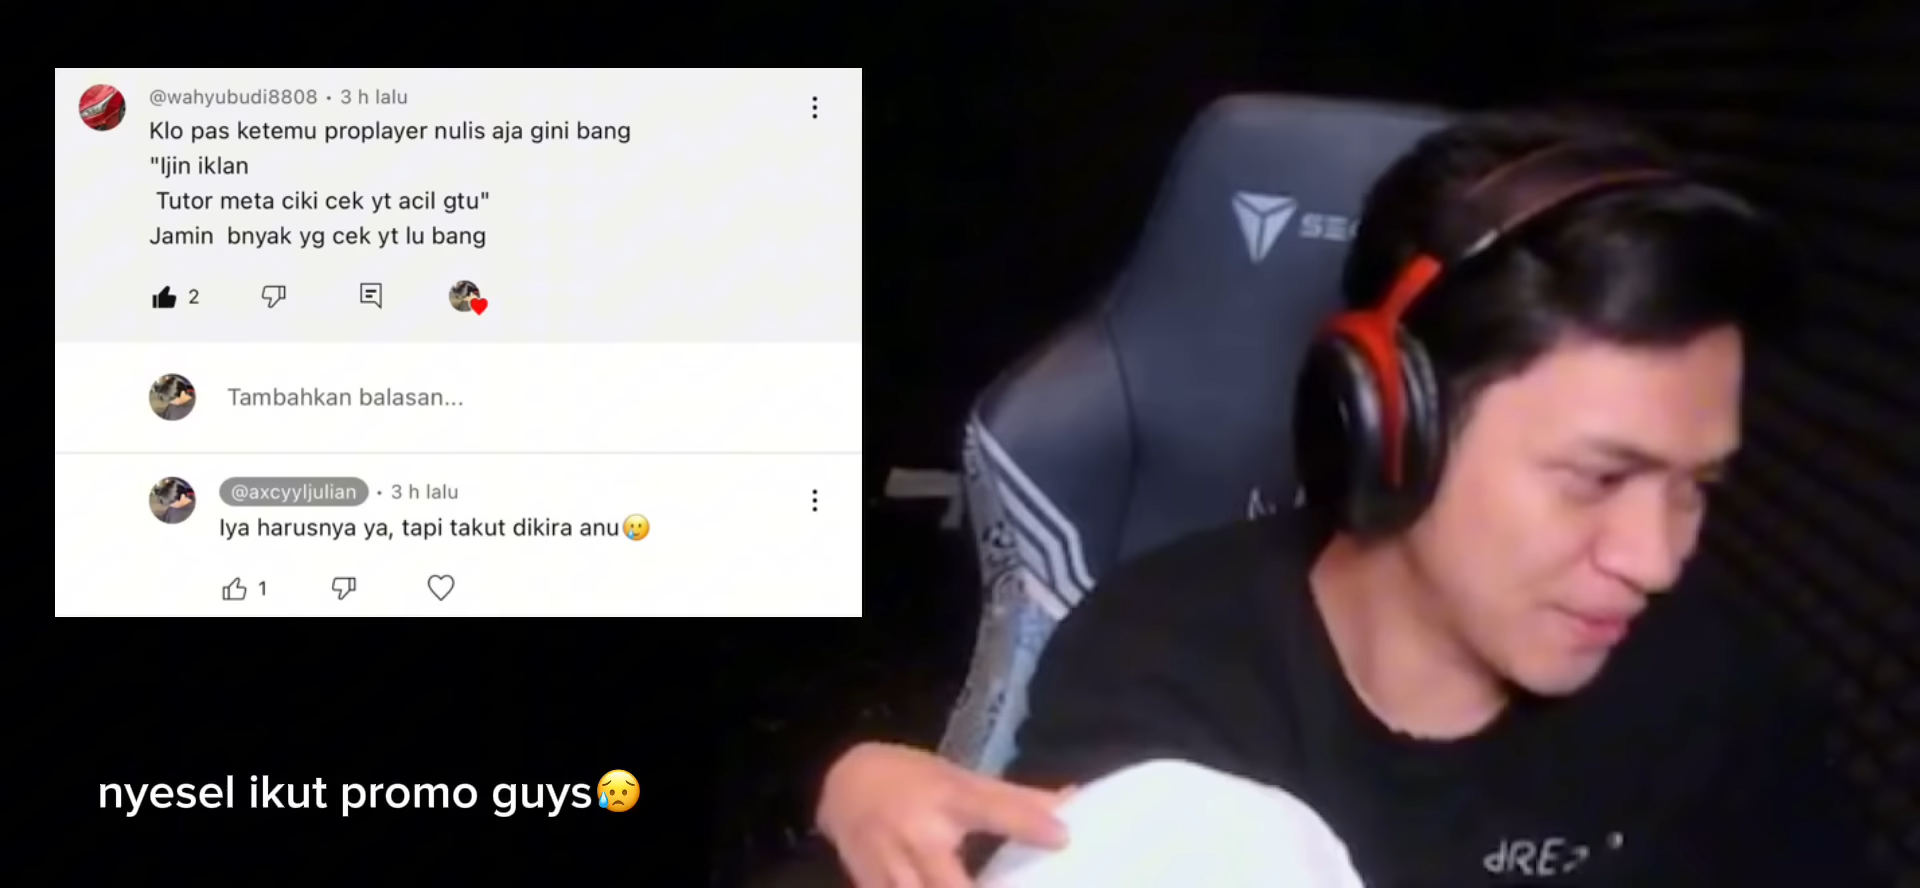 @wahyubudi8808 • 3 h lalu
Klo pas ketemu proplayer nulis aja gini bang
"Ijin iklan
Tutor meta ciki cek yt acil gtu"
Jamin bnyak yg cek yt lu bang
2
Tambahkan balasan...
@axcyyljulian • 3 h lalu
Iya harusnya ya, tapi takut dikira anu🥲
1
nyesel ikut promo guys😥